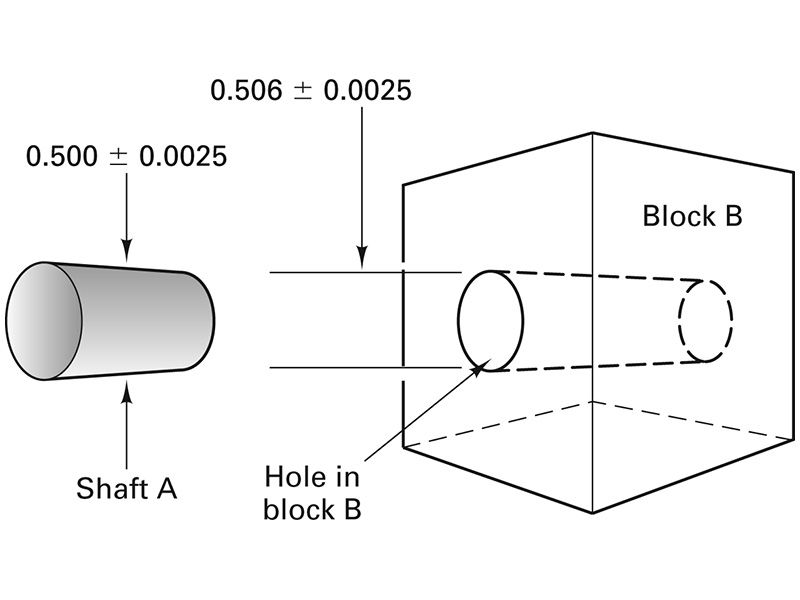 0.506 ± 0.0025
0.500 ± 0.0025
Block B
Shaft A
Hole in
block B